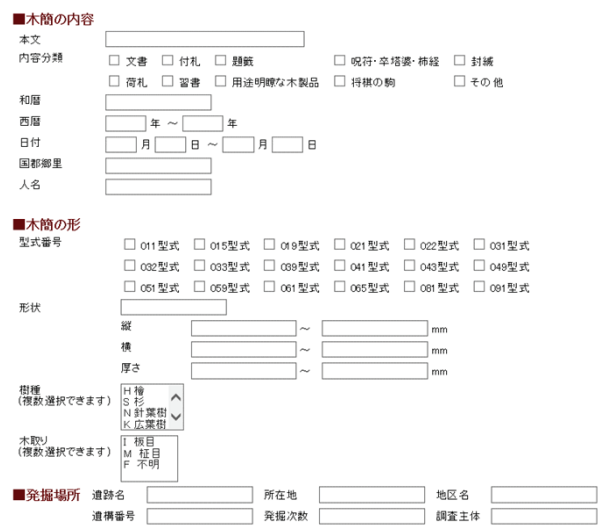 ■木簡の内容
本文
内容分類 文書 付札 題籤 呪符・卒塔婆・柿経 封緘
荷札 習書 用途明瞭な木製品 将棋の駒 その他
和暦
西暦 年 ~ 年
日付 月 日 ~ 月 日
国郡郷里
人名
■木簡の形
型式番号 011型式 015型式 019型式 021型式 022型式 031型式
032型式 033型式 039型式 041型式 043型式 049型式
051型式 059型式 061型式 065型式 081型式 091型式
形状
縦 ~ mm
横 ~ mm
厚さ ~ mm
樹種
(複数選択できます)
H 檜
S 杉
N 針葉樹
K 広葉樹
木取り
(複数選択できます)
I 板目
M 柾目
F 不明
■発掘場所 遺跡名 所在地 地区名
遺構番号 発掘次数 調査主体